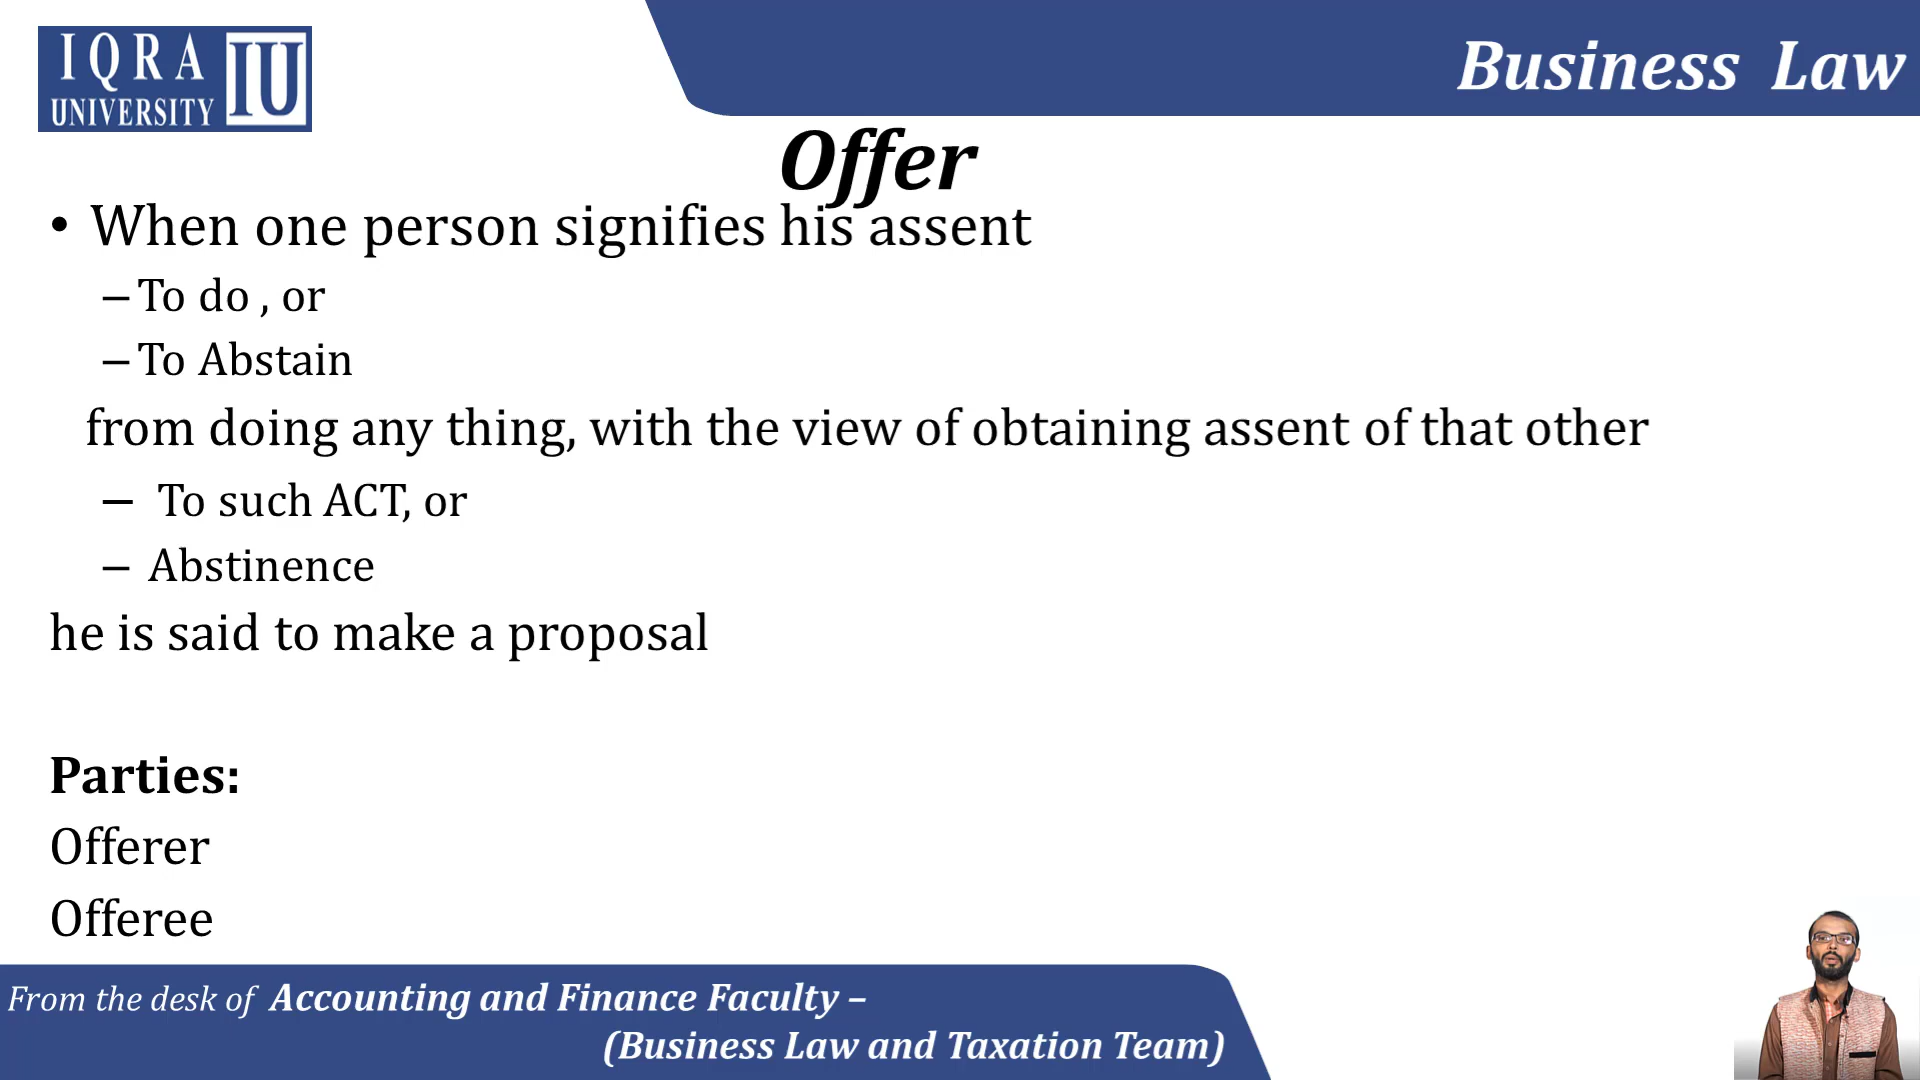 IQRA
UNIVERSITY IU
Business Law
Offer
• When one person signifies his assent
– To do , or
– To Abstain
from doing any thing, with the view of obtaining assent of that other
– To such ACT, or
– Abstinence
he is said to make a proposal
Parties:
Offerer
Offeree
From the desk of Accounting and Finance Faculty –
(Business Law and Taxation Team)